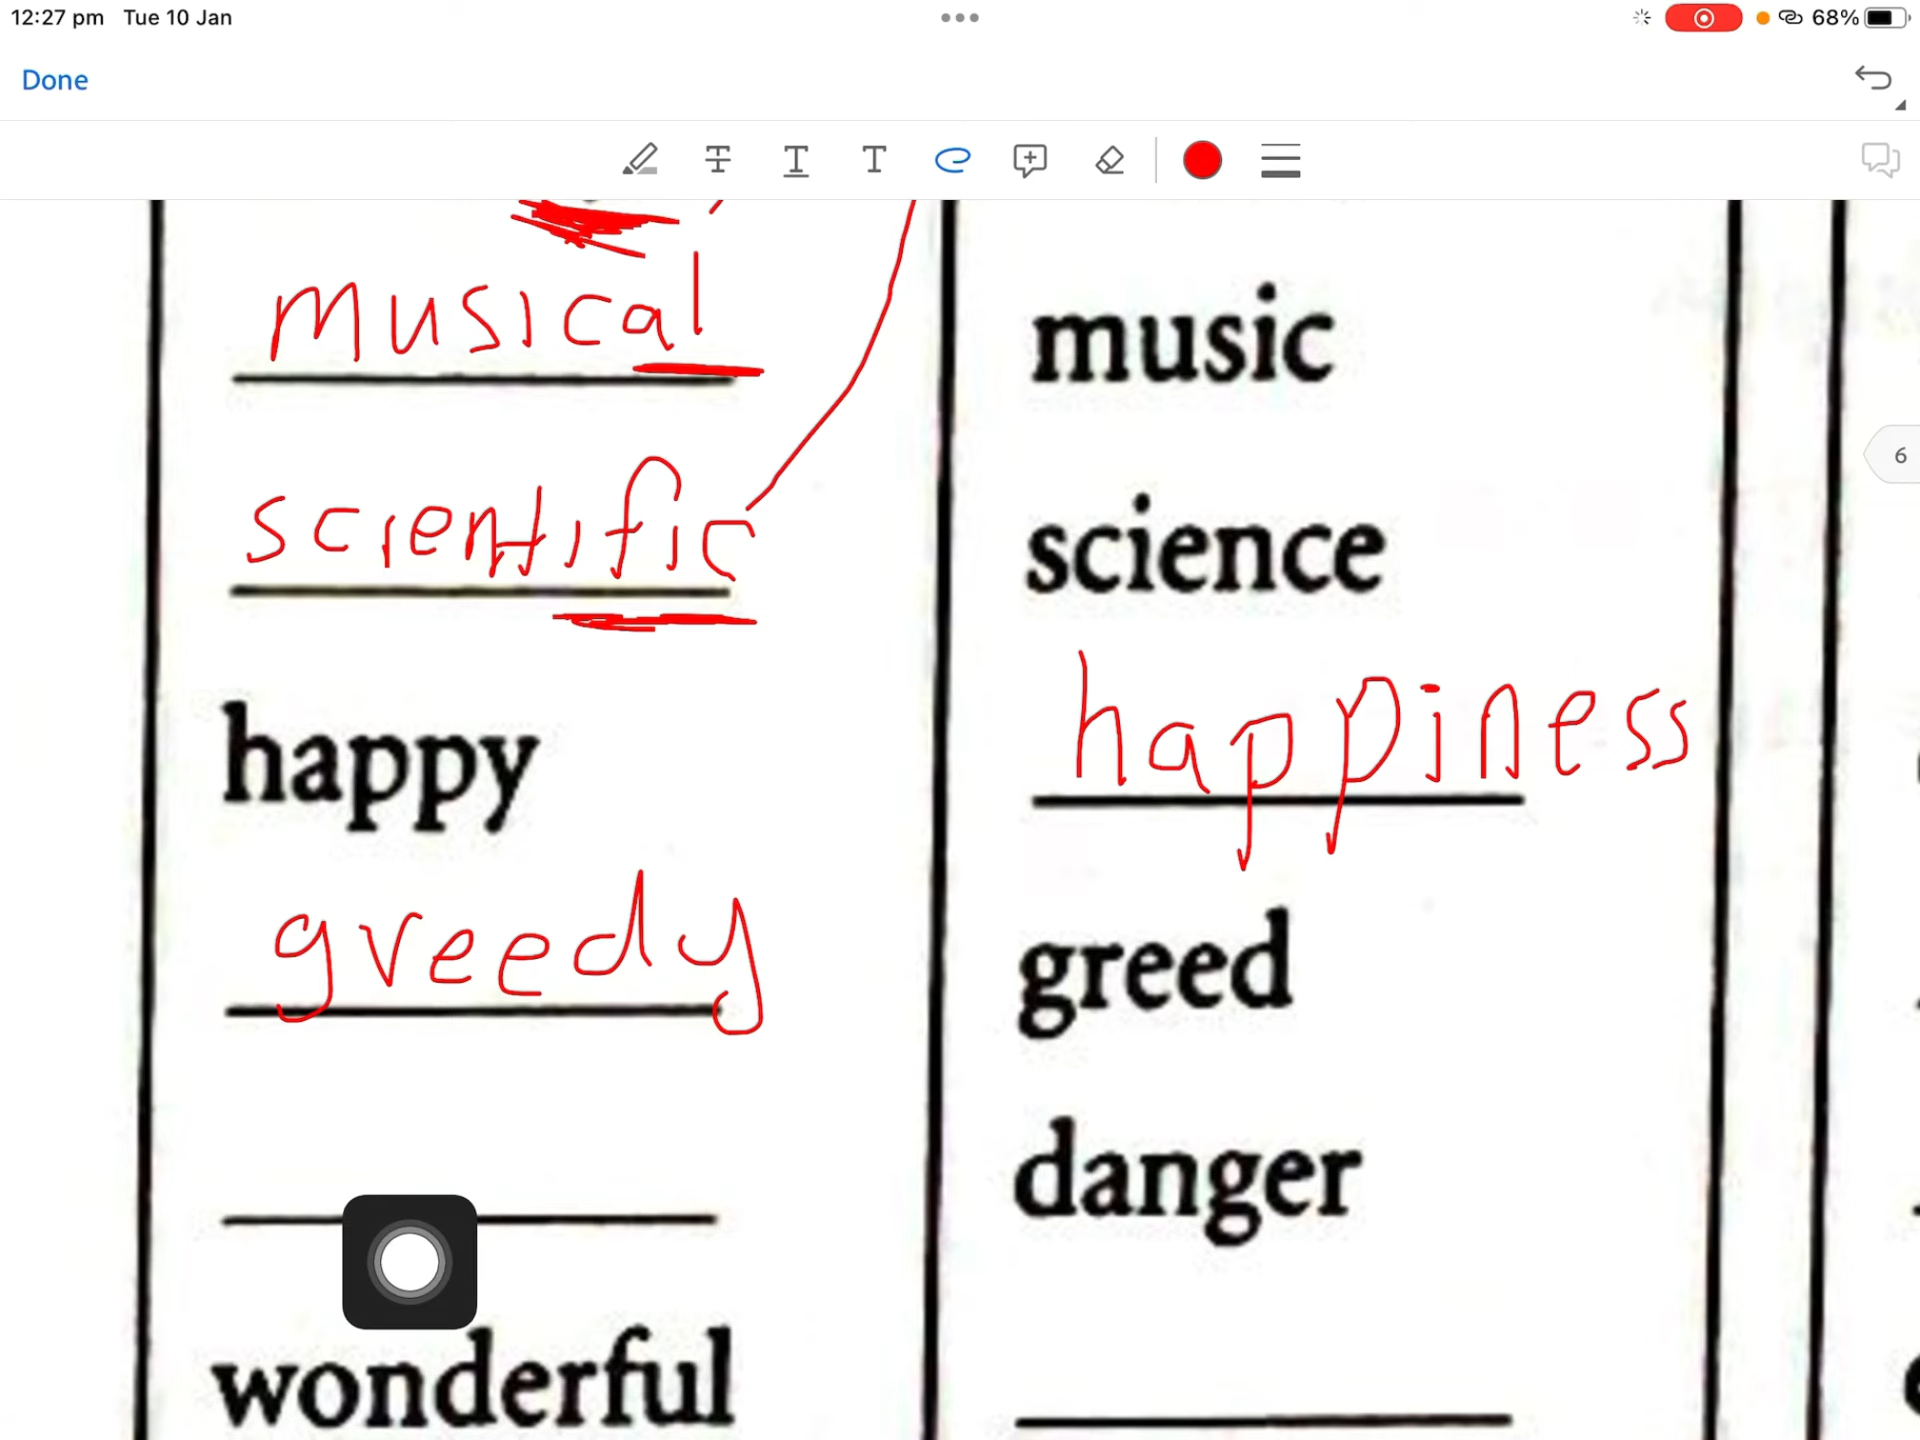 12:27 pm Tue 10 Jan
68%
Done
musical
music
scientific
science
6
happy
happiness
greedy
greed
danger
wonderful